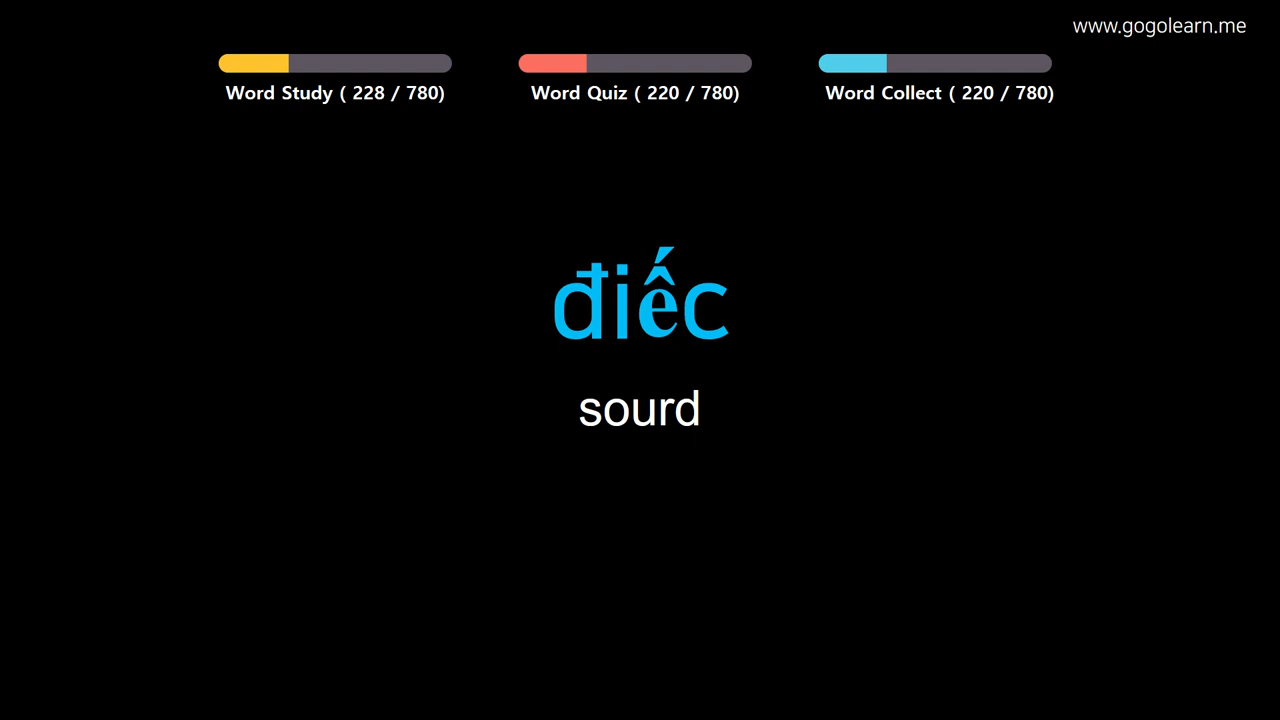 www.gogolearn.me
Word Study ( 228 / 780)
Word Quiz ( 220 / 780)
Word Collect ( 220 / 780)
điếc
sourd